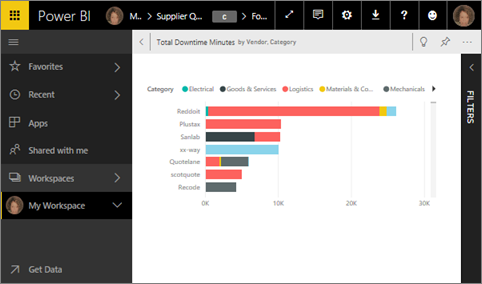 Power BI M.. > Supplier Q... C > Fo...
Total Downtime Minutes by Vendor, Category
Favorites
Recent
Apps
Shared with me
Workspaces
My Workspace
Get Data
Category Electrical Goods & Services Logistics Materials & Co... Mechanicals
Reddoit
Plustax
Sanlab
xx-way
Quotelane
scotquote
Recode
0K 10K 20K 30K
FILTERS